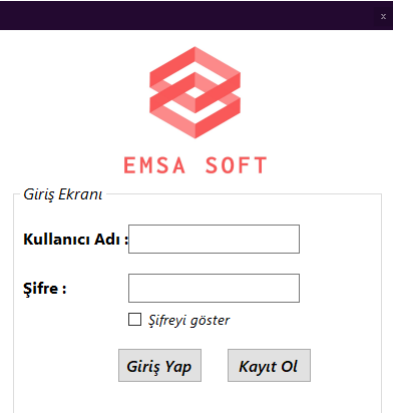 x
EMSA SOFT
Giriş Ekranı
Kullanıcı Adı :
Şifre :
Şifreyi göster
Giriş Yap
Kayıt Ol